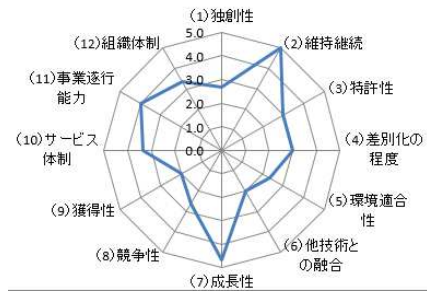 (1)独創性
5.0
4.0
3.0
2.0
1.0
0.0
(2)維持継続
(3)特許性
(4)差別化の
程度
(5)環境適合
性
(6)他技術と
の融合
(7)成長性
(8)競争性
(9)獲得性
(10)サービス
体制
(11)事業遂行
能力
(12)組織体制